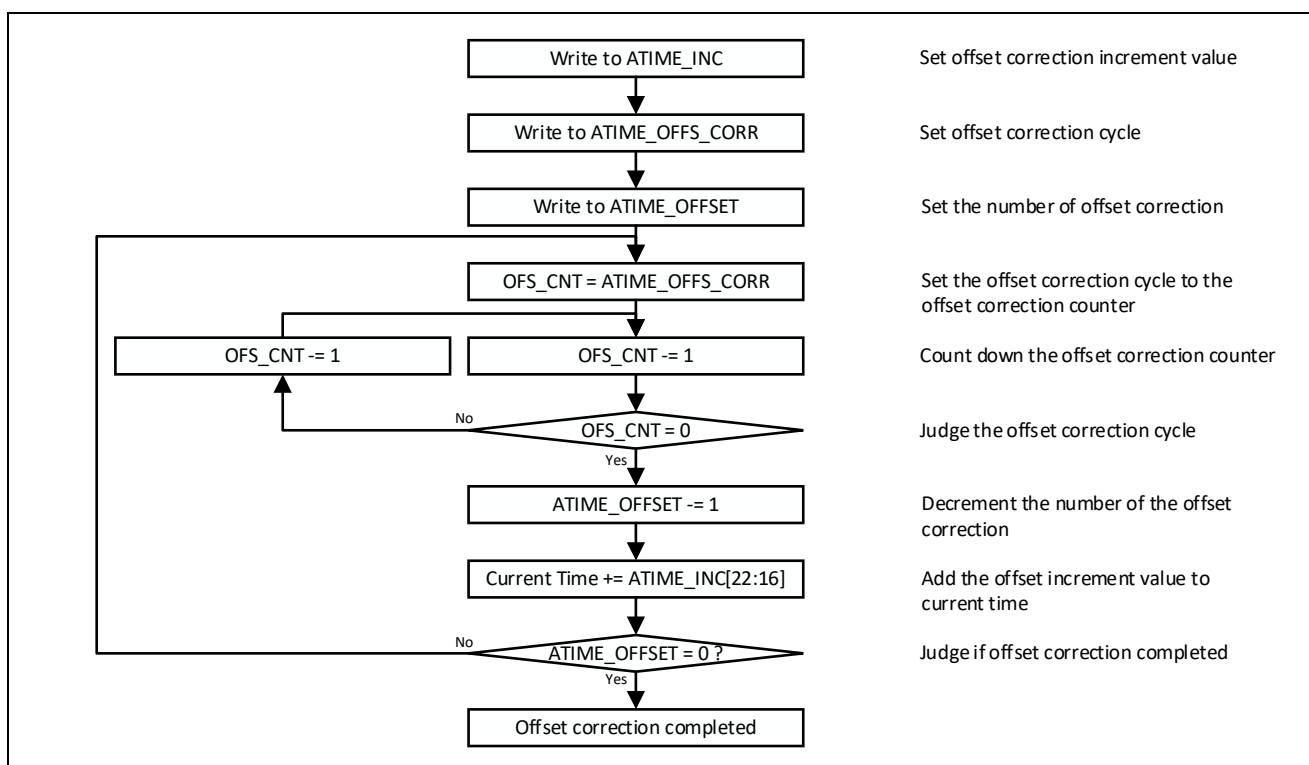 Write to ATIME_INC
Set offset correction increment value
Write to ATIME_OFFS_CORR
Set offset correction cycle
Write to ATIME_OFFSET
Set the number of offset correction
OFS_CNT = ATIME_OFFS_CORR
Set the offset correction cycle to the
offset correction counter
OFS_CNT -= 1
OFS_CNT -= 1
Count down the offset correction counter
No
OFS_CNT = 0
Judge the offset correction cycle
Yes
ATIME_OFFSET -= 1
Decrement the number of the offset
correction
Current Time += ATIME_INC[22:16]
Add the offset increment value to
current time
No
ATIME_OFFSET = 0 ?
Judge if offset correction completed
Yes
Offset correction completed